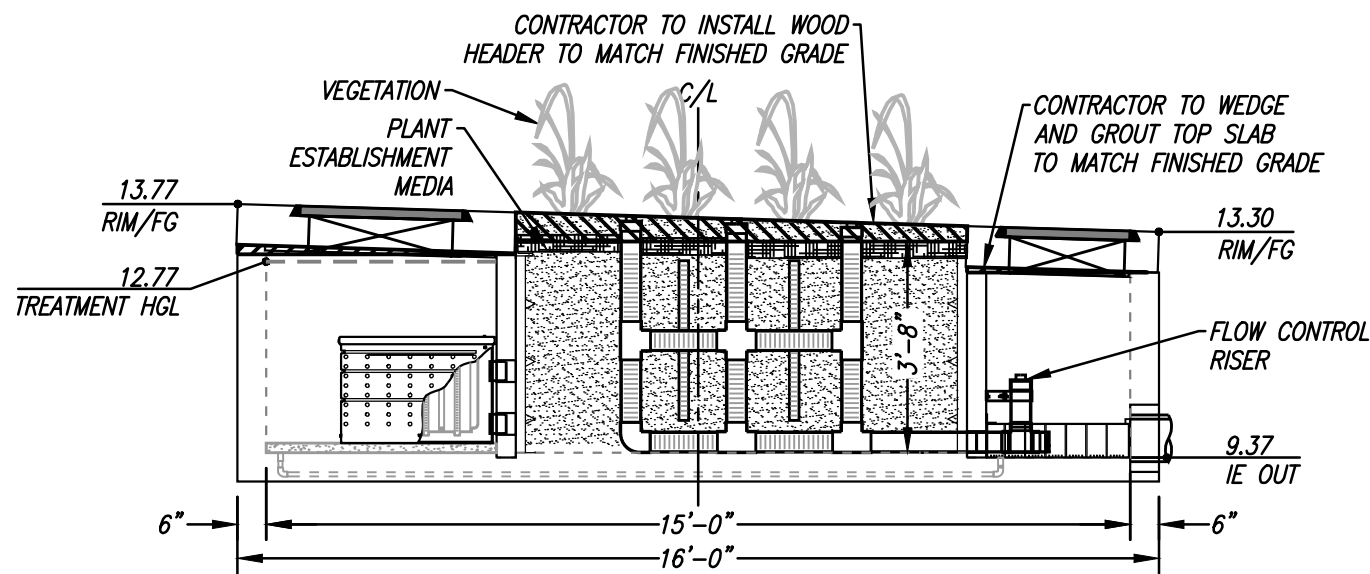 CONTRACTOR TO INSTALL WOOD
HEADER TO MATCH FINISHED GRADE
C/L
VEGETATION
PLANT
ESTABLISHMENT
MEDIA
CONTRACTOR TO WEDGE
AND GROUT TOP SLAB
TO MATCH FINISHED GRADE
13.77
RIM/FG
13.30
RIM/FG
12.77
TREATMENT HGL
3'-8"
FLOW CONTROL
RISER
9.37
IE OUT
6"
15'-0"
6"
16'-0"